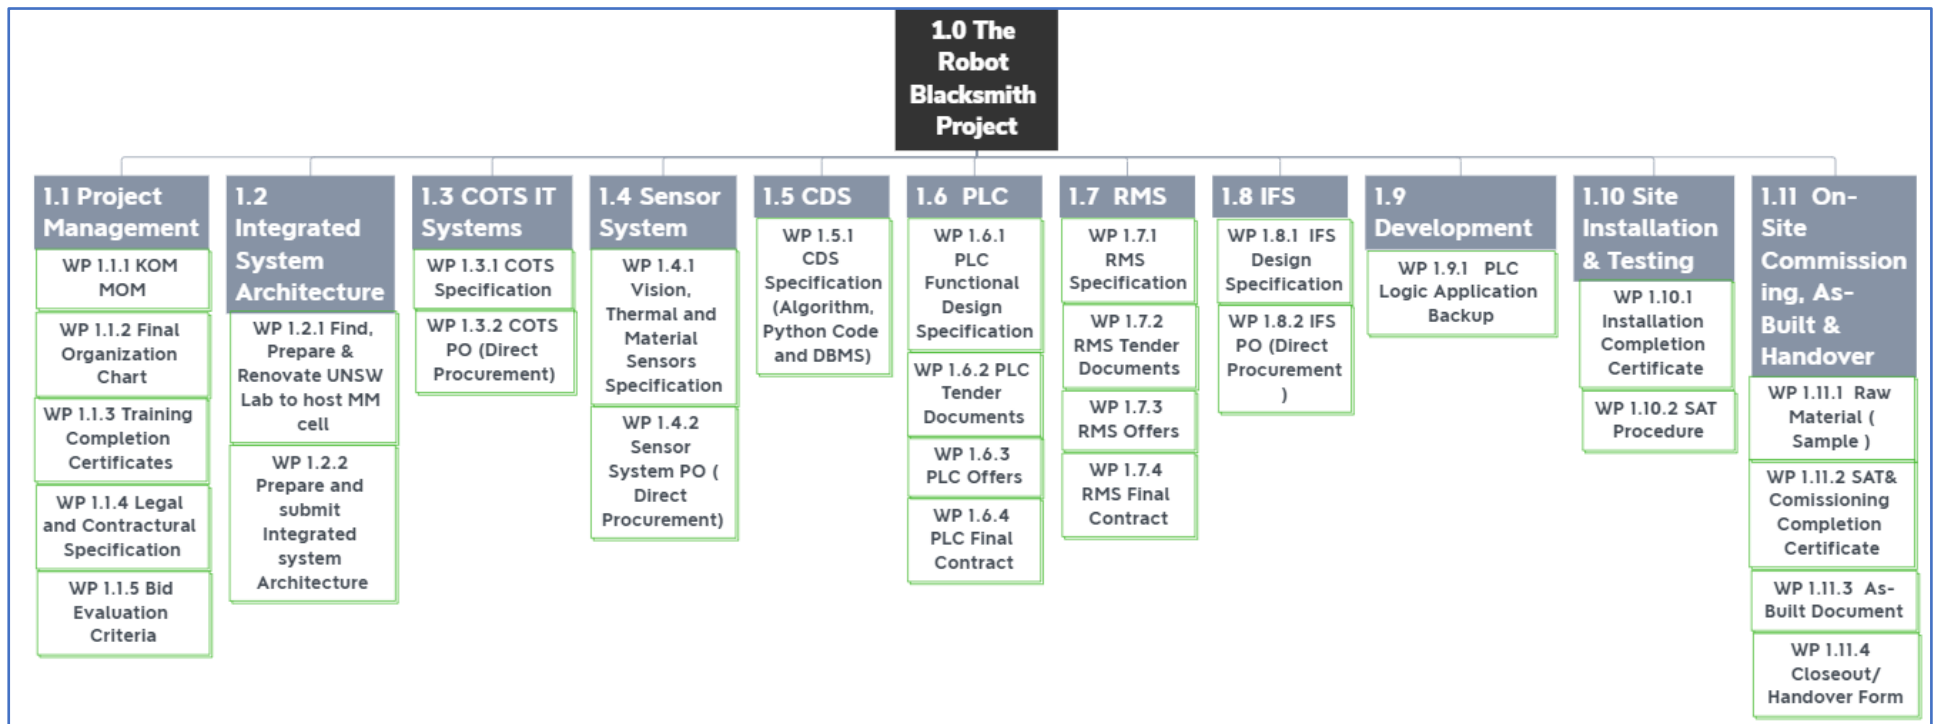 1.0 The
Robot
Blacksmith
Project
1.1 Project
Management
WP 1.1.1 KOM
MOM
WP 1.1.2 Final
Organization
Chart
WP 1.1.3 Training
Completion
Certificates
WP 1.1.4 Legal
and Contractural
Specification
WP 1.1.5 Bid
Evaluation
Criteria
1.2
Integrated
System
Architecture
WP 1.2.1 Find,
Prepare &
Renovate UNSW
Lab to host MM
cell
WP 1.2.2
Prepare and
submit
Integrated
system
Architecture
1.3 COTS IT
Systems
WP 1.3.1 COTS
Specification
WP 1.3.2 COTS
PO (Direct
Procurement)
1.4 Sensor
System
WP 1.4.1
Vision,
Thermal and
Material
Sensors
Specification
WP 1.4.2
Sensor
System PO (
Direct
Procurement)
1.5 CDS
WP 1.5.1
CDS
Specification
(Algorithm,
Python Code
and DBMS)
1.6 PLC
WP 1.6.1
PLC
Functional
Design
Specification
WP 1.6.2 PLC
Tender
Documents
WP 1.6.3
PLC Offers
WP 1.6.4
PLC Final
Contract
1.7 RMS
WP 1.7.1
RMS
Specification
WP 1.7.2
RMS Tender
Documents
WP 1.7.3
RMS Offers
WP 1.7.4
RMS Final
Contract
1.8 IFS
WP 1.8.1 IFS
Design
Specification
WP 1.8.2 IFS
PO (Direct
Procurement
)
1.9
Development
WP 1.9.1 PLC
Logic Application
Backup
1.10 Site
Installation
& Testing
WP 1.10.1
Installation
Completion
Certificate
WP 1.10.2 SAT
Procedure
1.11 On-
Site
Commission
ing, As-
Built &
Handover
WP 1.11.1 Raw
Material (
Sample )
WP 1.11.2 SAT&
Comissioning
Completion
Certificate
WP 1.11.3 As-
Built Document
WP 1.11.4
Closeout/
Handover Form